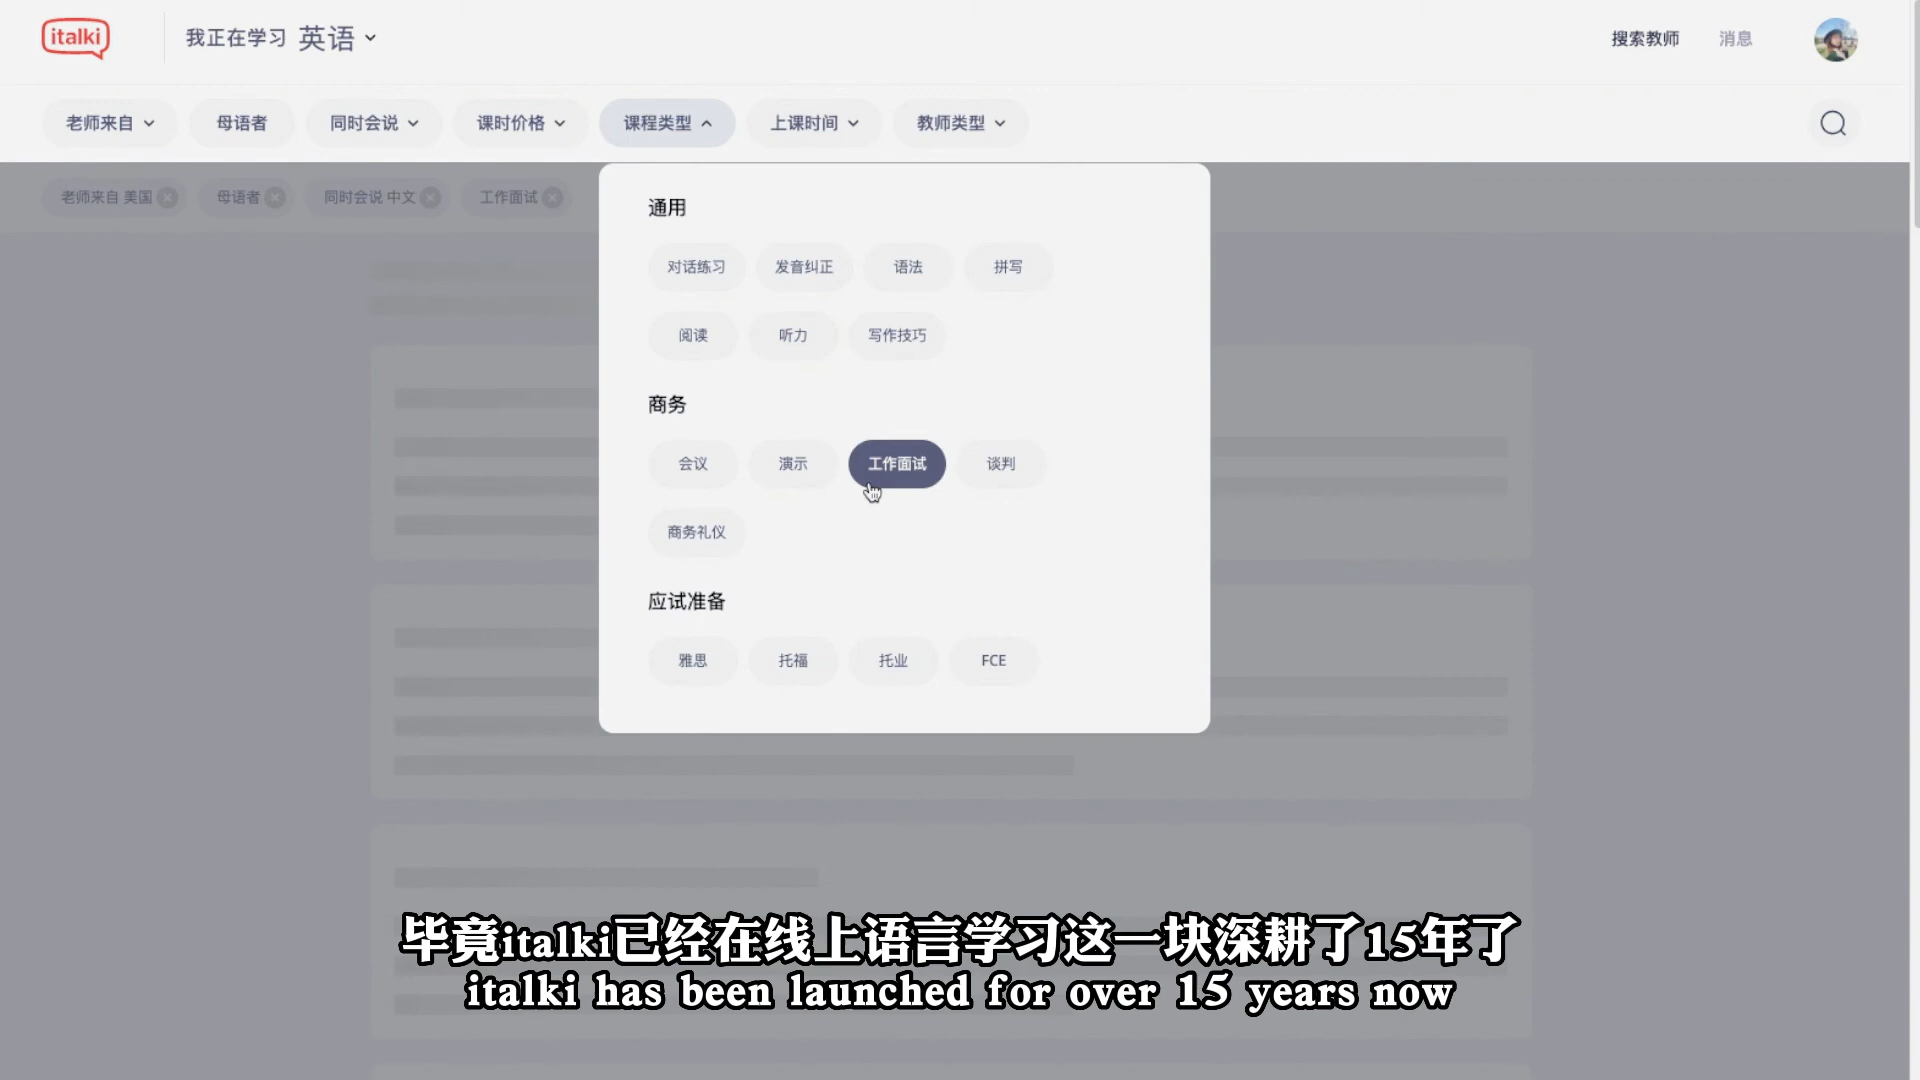 italki
我正在学习 英语
搜索教师 消息
老师来自 母语者 同时会说 课时价格 课程类型 上课时间 教师类型
老师来自 美国 母语者 同时会说 中文 工作面试
通用
对话练习 发音纠正 语法 拼写
阅读 听力 写作技巧
商务
会议 演示 工作面试 谈判
商务礼仪
应试准备
雅思 托福 托业 FCE
毕竟italki已经在线上语言学习这一块深耕了15年了
italki has been launched for over 15 years now